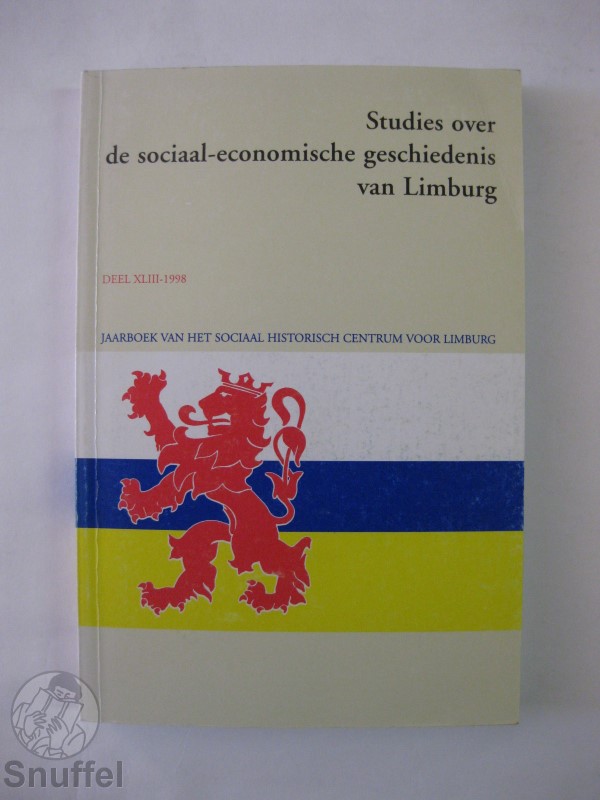 Studies over
de sociaal-economische geschiedenis
van Limburg
DEEL XLIII-1998
JAARBOEK VAN HET SOCIAAL HISTORISCH CENTRUM VOOR LIMBURG
Snuffel